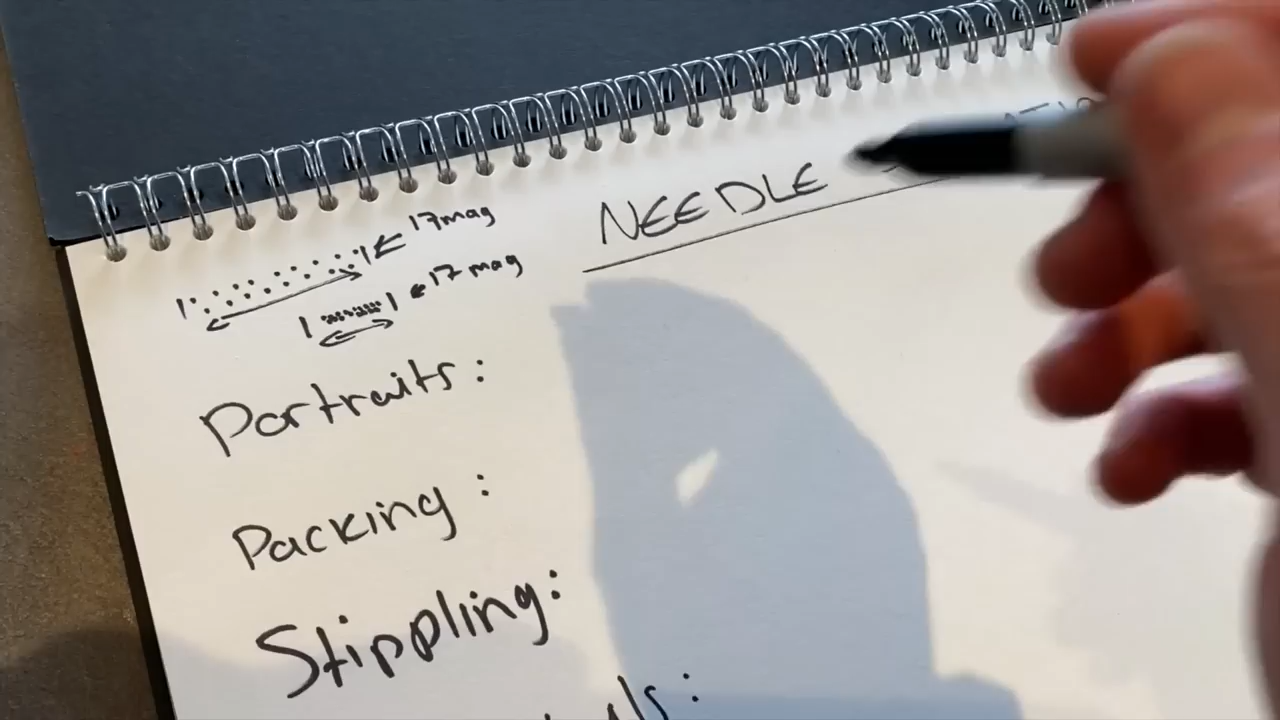 NEEDLE
17mag
17 mag
Portraits:
Packing:
Stippling: